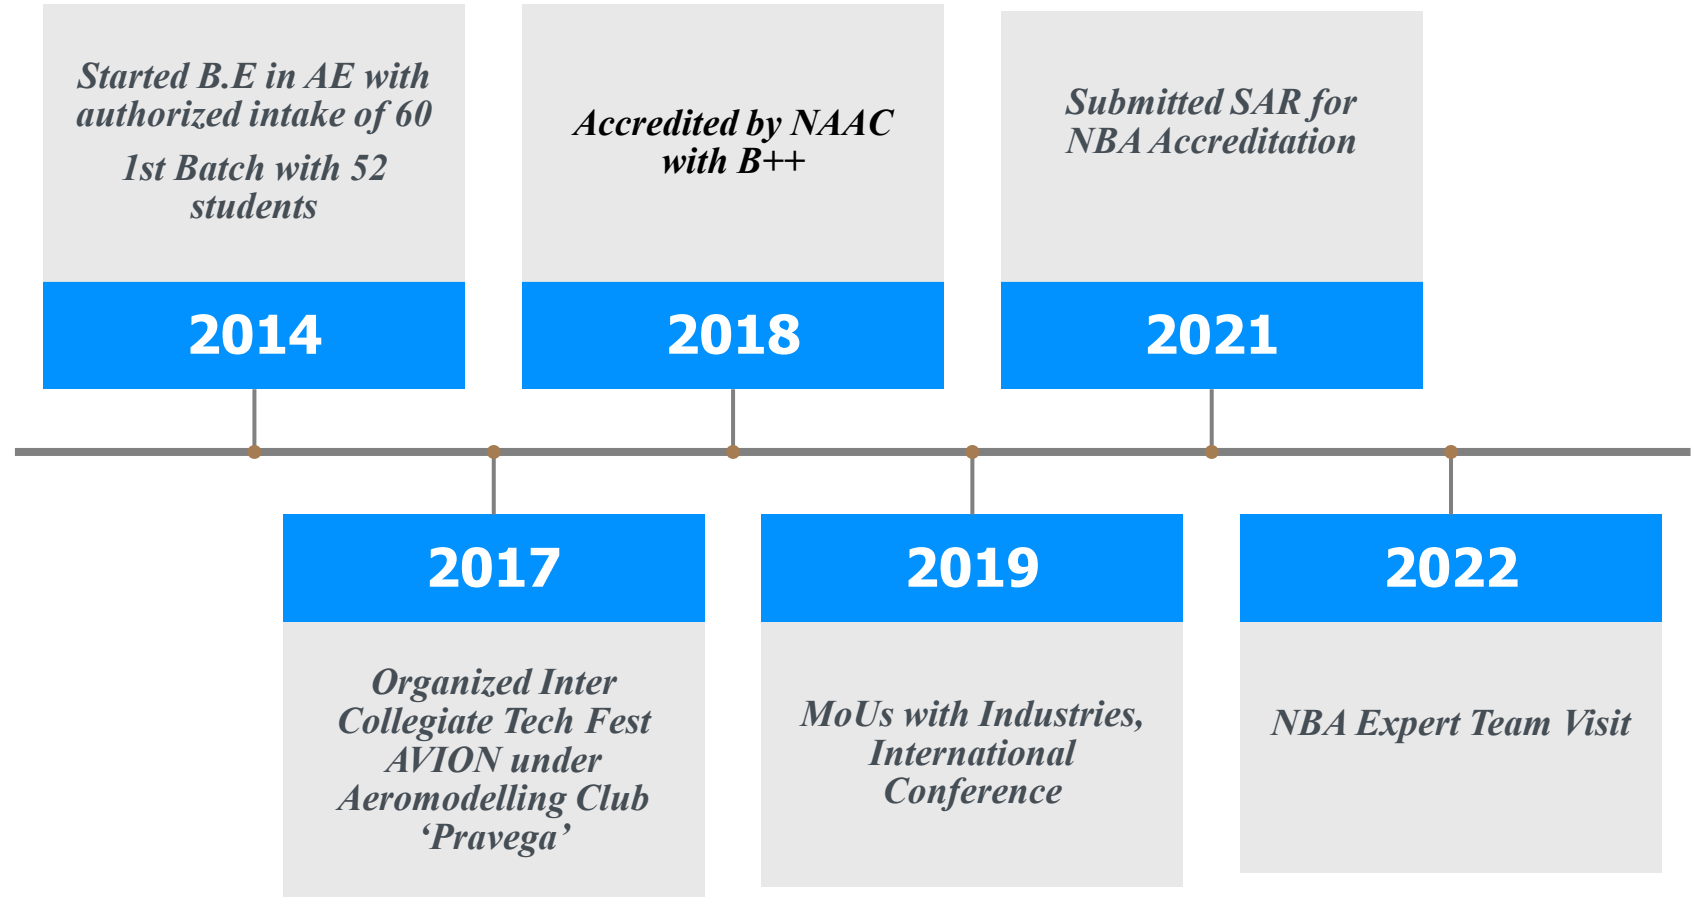 Started B.E in AE with
authorized intake of 60
1st Batch with 52
students
2014
2017
Organized Inter
Collegiate Tech Fest
AVION under
Aeromodelling Club
‘Pravega’
Accredited by NAAC
with B++
2018
2019
MoUs with Industries,
International
Conference
Submitted SAR for
NBA Accreditation
2021
2022
NBA Expert Team Visit